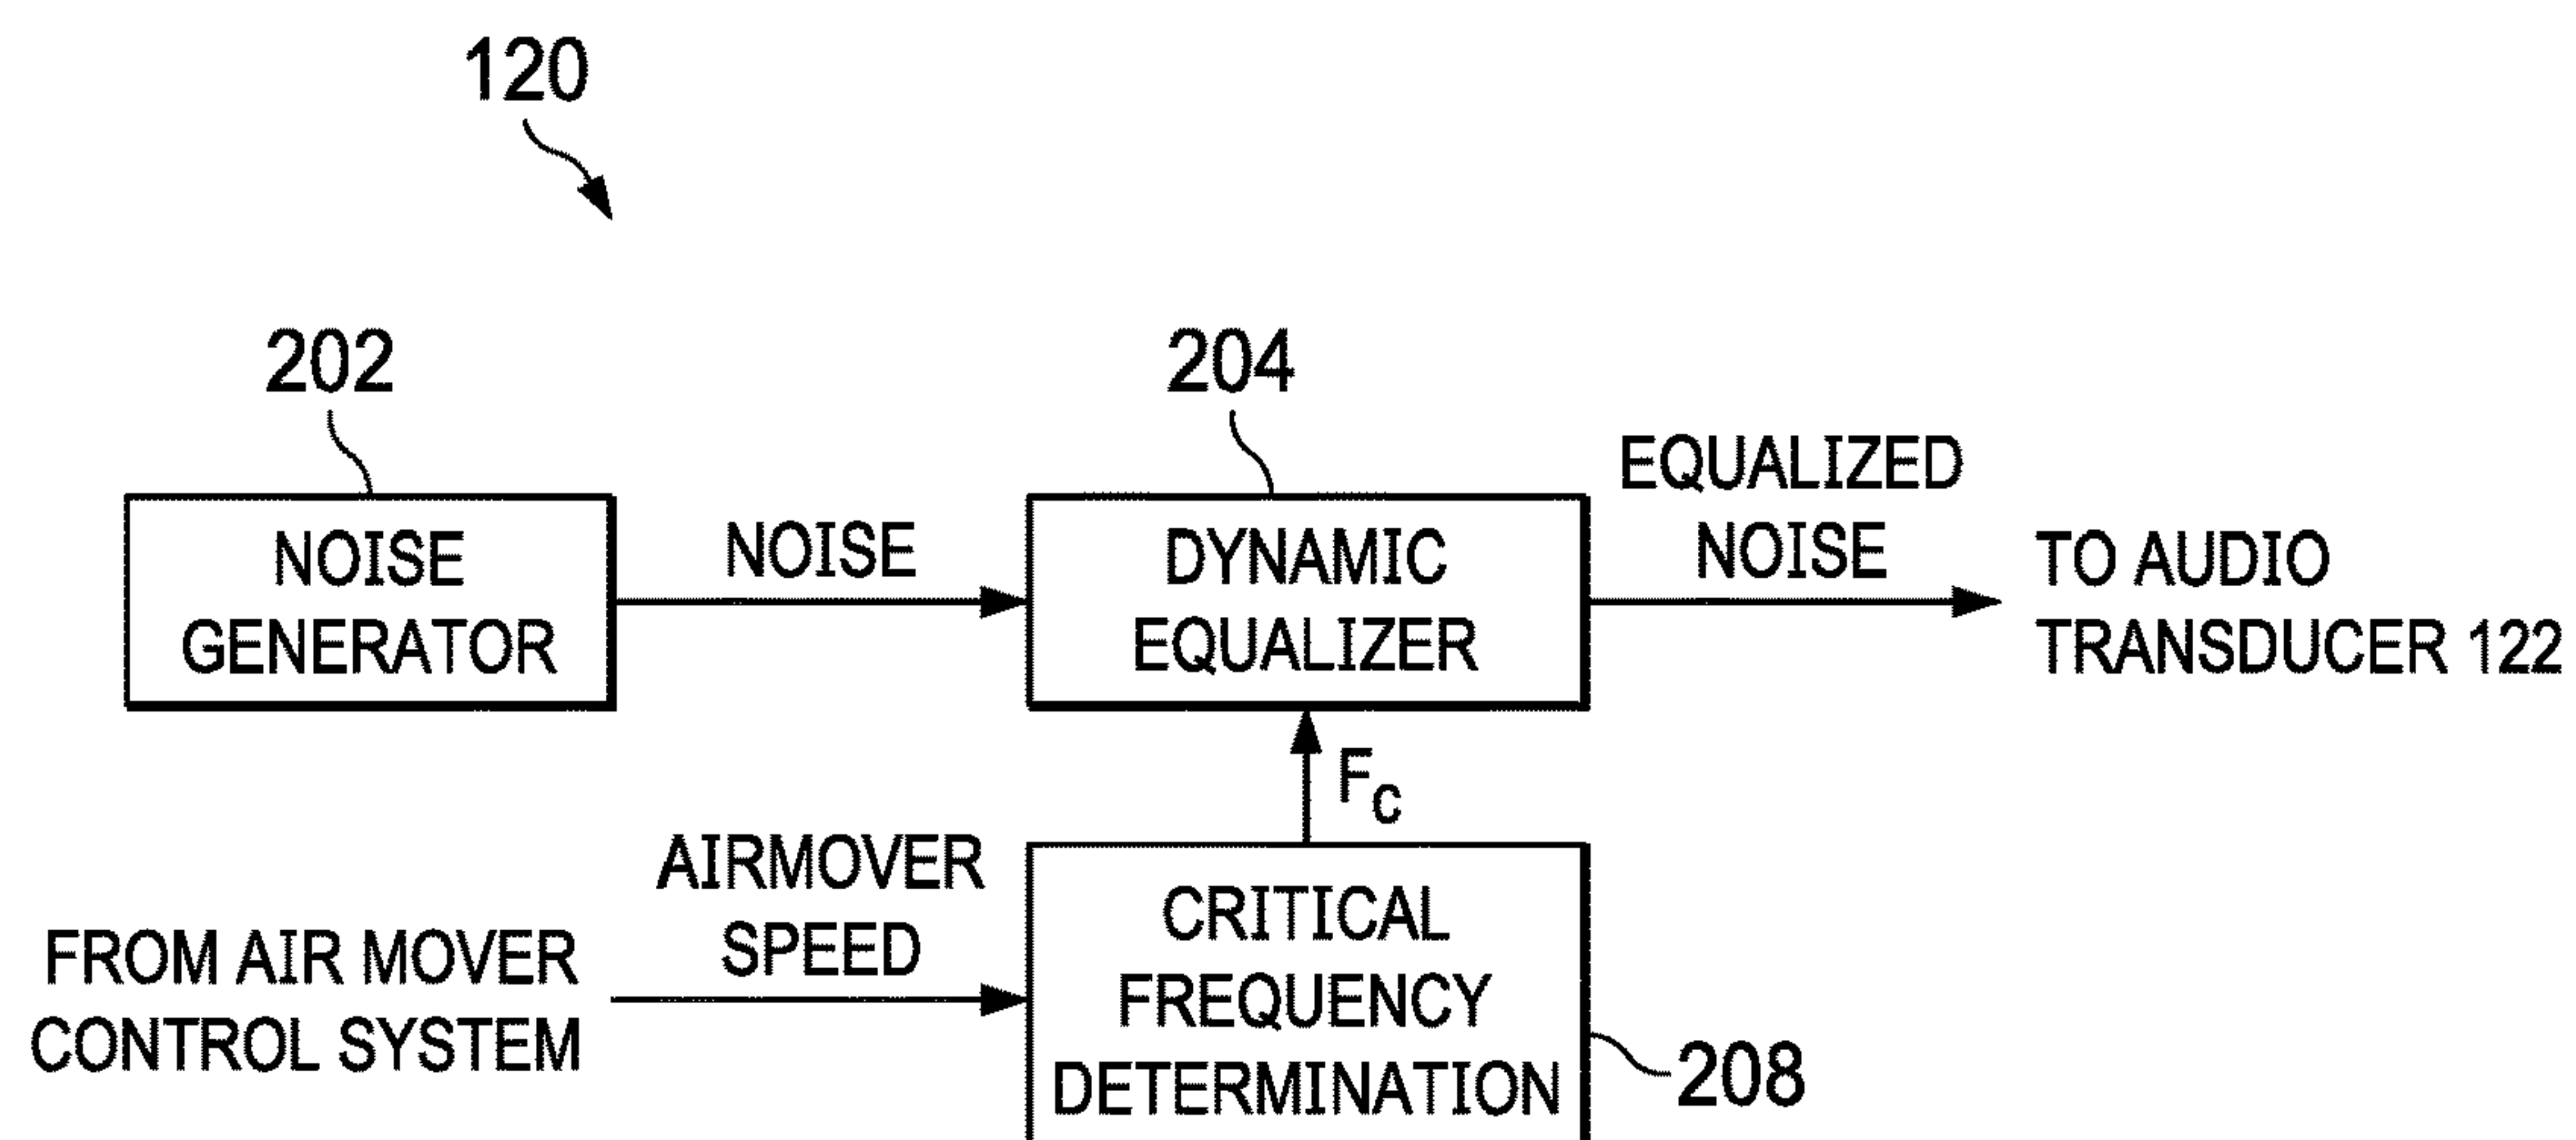 120
202
204
NOISE
GENERATOR
NOISE
DYNAMIC
EQUALIZER
EQUALIZED
NOISE
TO AUDIO
TRANSDUCER 122
Fc
FROM AIR MOVER
CONTROL SYSTEM
AIRMOVER
SPEED
CRITICAL
FREQUENCY
DETERMINATION
208